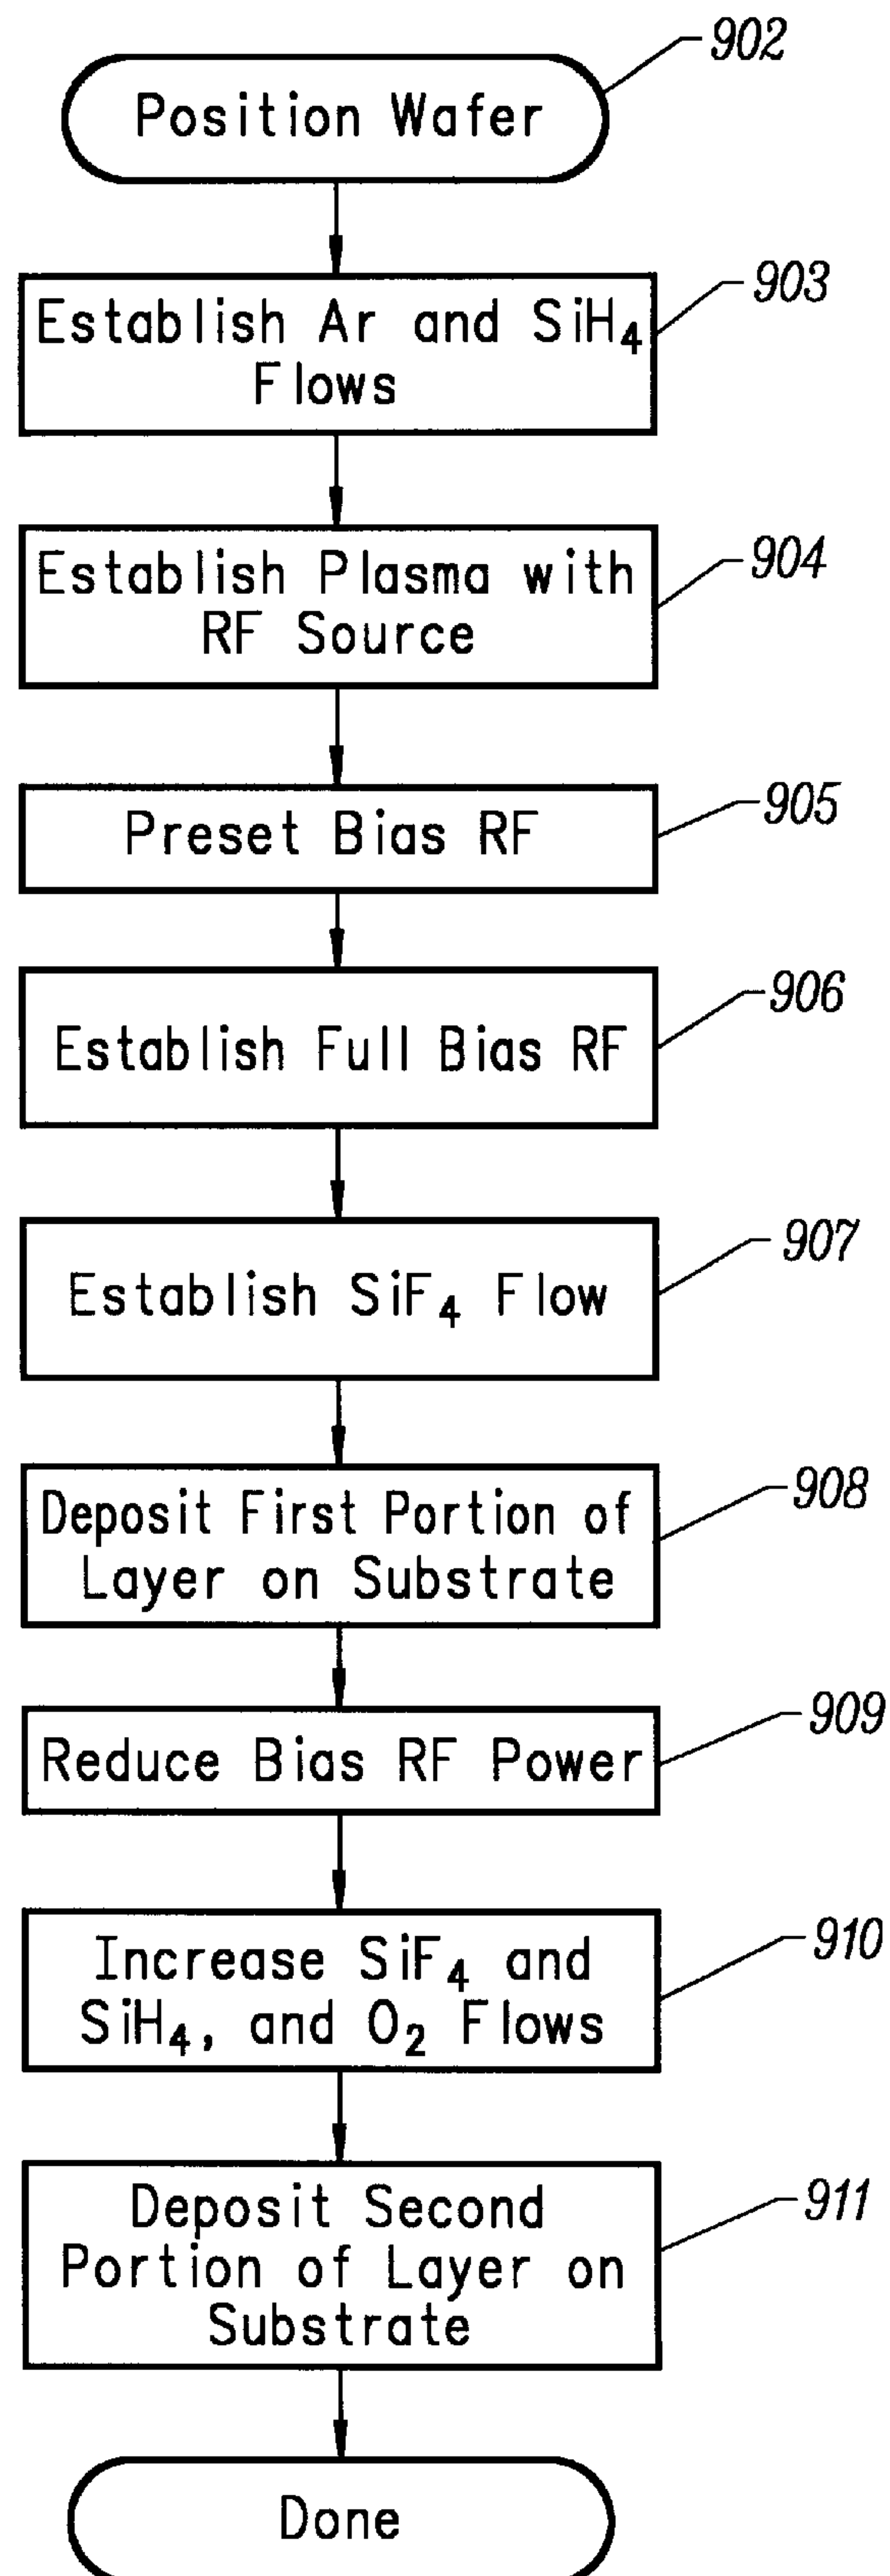 902
Position Wafer
903
Establish Ar and SiH₄
Flows
904
Establish Plasma with
RF Source
905
Preset Bias RF
906
Establish Full Bias RF
907
Establish SiF₄ Flow
908
Deposit First Portion of
Layer on Substrate
909
Reduce Bias RF Power
910
Increase SiF₄ and
SiH₄, and O₂ Flows
911
Deposit Second
Portion of Layer on
Substrate
Done